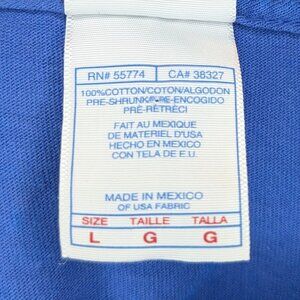 RN# 55774 CA# 38327
100%COTTON/COTON/ALGODON
PRE-SHRUNK/PRE-ENCOGIDO
PRÉ-RÉTRÉCI
FAIT AU MEXIQUE
DE MATERIEL D'USA
HECHO EN MEXICO
CON TELA DE E.U.
MADE IN MEXICO
OF USA FABRIC
SIZE TAILLE TALLA
L G G